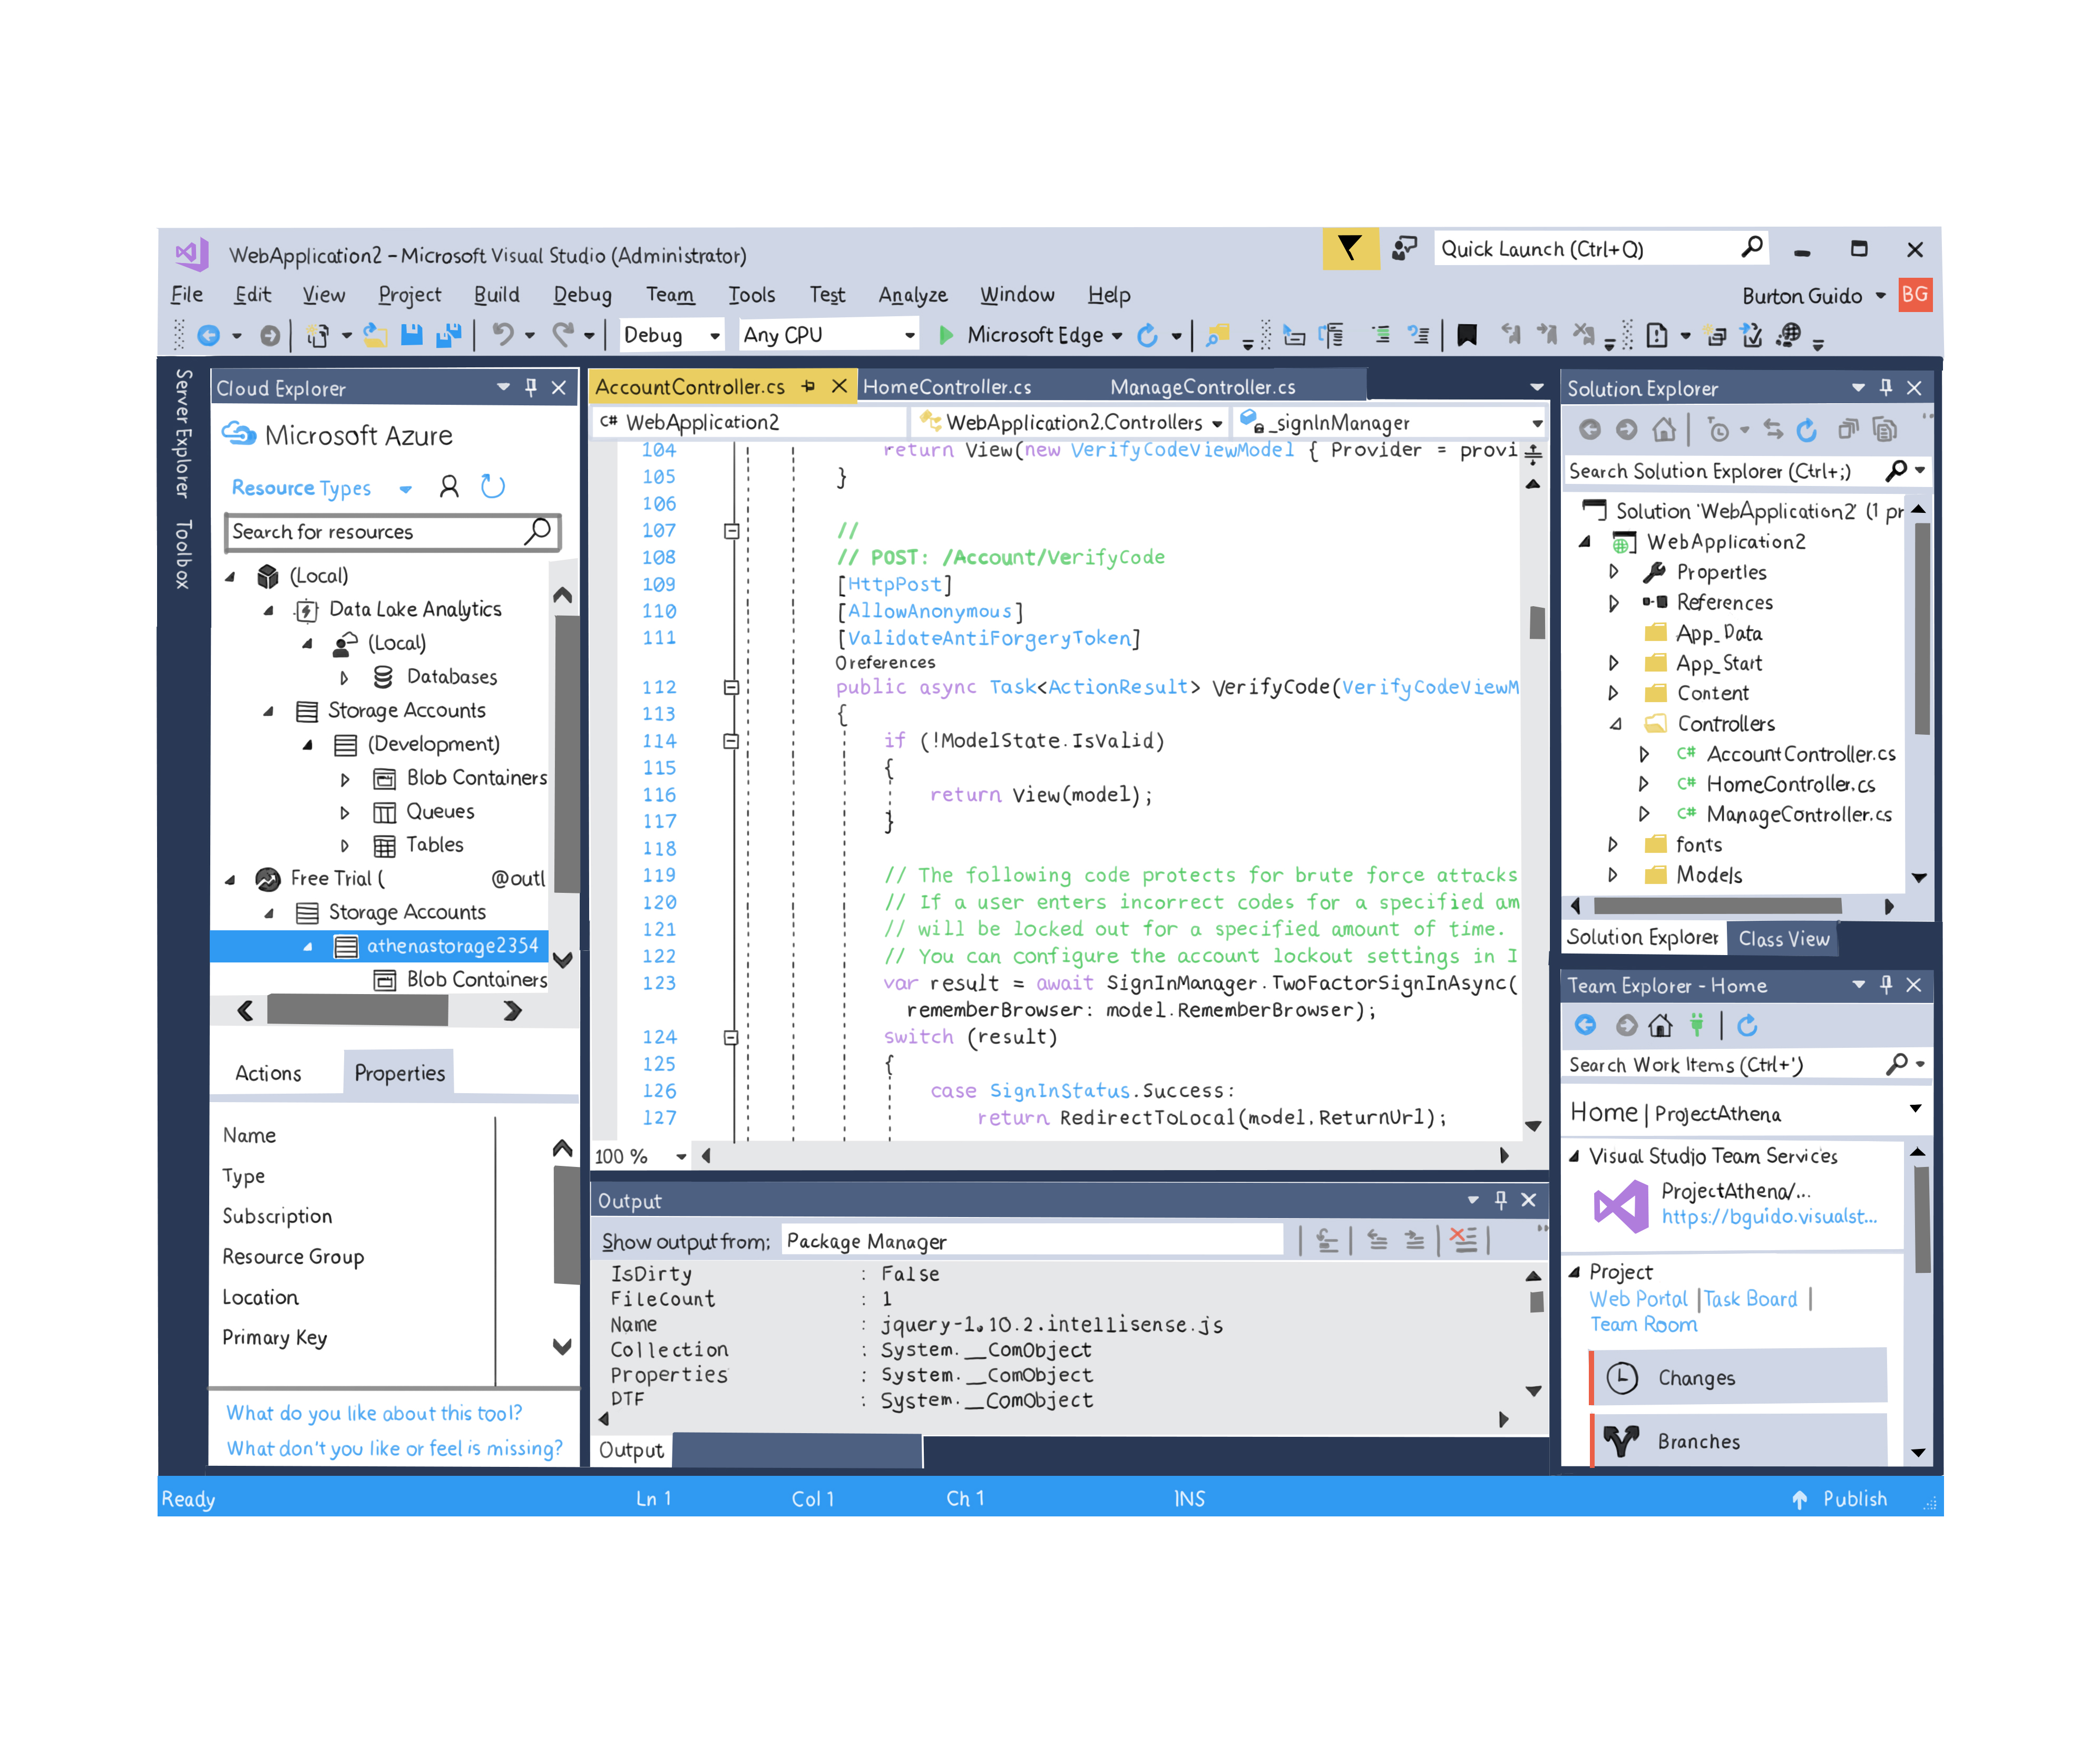 WebApplication2 - Microsoft Visual Studio (Administrator)
Quick Launch (Ctrl+Q)
File Edit View Project Build Debug Team Tools Test Analyze Window Help
Burton Guido BG
Debug Any CPU Microsoft Edge
Server Explorer
Toolbox
Cloud Explorer
Microsoft Azure
Resource Types
Search for resources
(Local)
Data Lake Analytics
(Local)
Databases
Storage Accounts
(Development)
Blob Containers
Queues
Tables
Free Trial ( @outl
Storage Accounts
athenastorage2354
Blob Containers
Actions Properties
Name
Type
Subscription
Resource Group
Location
Primary Key
What do you like about this tool?
What don't you like or feel is missing?
AccountController.cs HomeController.cs ManageController.cs
C# WebApplication2 WebApplication2.Controllers _signInManager
104 return View(new VerifyCodeViewModel { Provider = provi
105 }
106
107 //
108 // POST: /Account/VerifyCode
109 [HttpPost]
110 [AllowAnonymous]
111 [ValidateAntiForgeryToken]
0 references
112 public async Task<ActionResult> VerifyCode(VerifyCodeViewM
113 {
114 if (!ModelState.IsValid)
115 {
116 return View(model);
117 }
118
119 // The following code protects for brute force attacks
120 // If a user enters incorrect codes for a specified am
121 // will be locked out for a specified amount of time.
122 // You can configure the account lockout settings in I
123 var result = await SignInManager.TwoFactorSignInAsync(
rememberBrowser: model.RememberBrowser);
124 switch (result)
125 {
126 case SignInStatus.Success:
127 return RedirectToLocal(model.ReturnUrl);
100 %
Output
Show output from: Package Manager
IsDirty : False
FileCount : 1
Name : jquery-1.10.2.intellisense.js
Collection : System.__ComObject
Properties : System.__ComObject
DTF : System.__ComObject
Output
Solution Explorer
Search Solution Explorer (Ctrl+;)
Solution 'WebApplication2' (1 pr
WebApplication2
Properties
References
App_Data
App_Start
Content
Controllers
C# AccountController.cs
C# HomeController.cs
C# ManageController.cs
fonts
Models
Solution Explorer Class View
Team Explorer - Home
Search Work Items (Ctrl+')
Home | ProjectAthena
Visual Studio Team Services
ProjectAthena/...
https://bguido.visualst...
Project
Web Portal | Task Board |
Team Room
Changes
Branches
Ready Ln 1 Col 1 Ch 1 INS Publish